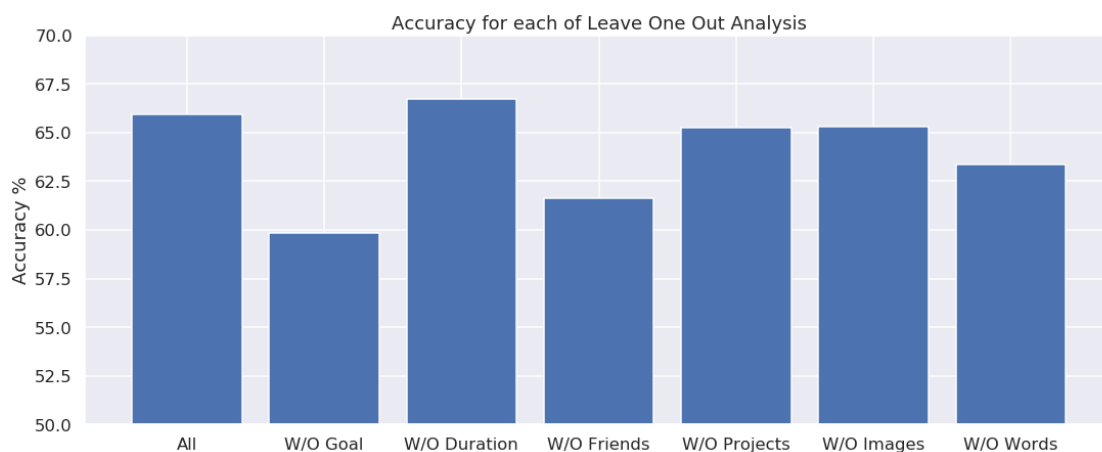 Accuracy for each of Leave One Out Analysis
Accuracy %
70.0
67.5
65.0
62.5
60.0
57.5
55.0
52.5
50.0
All
W/O Goal
W/O Duration
W/O Friends
W/O Projects
W/O Images
W/O Words